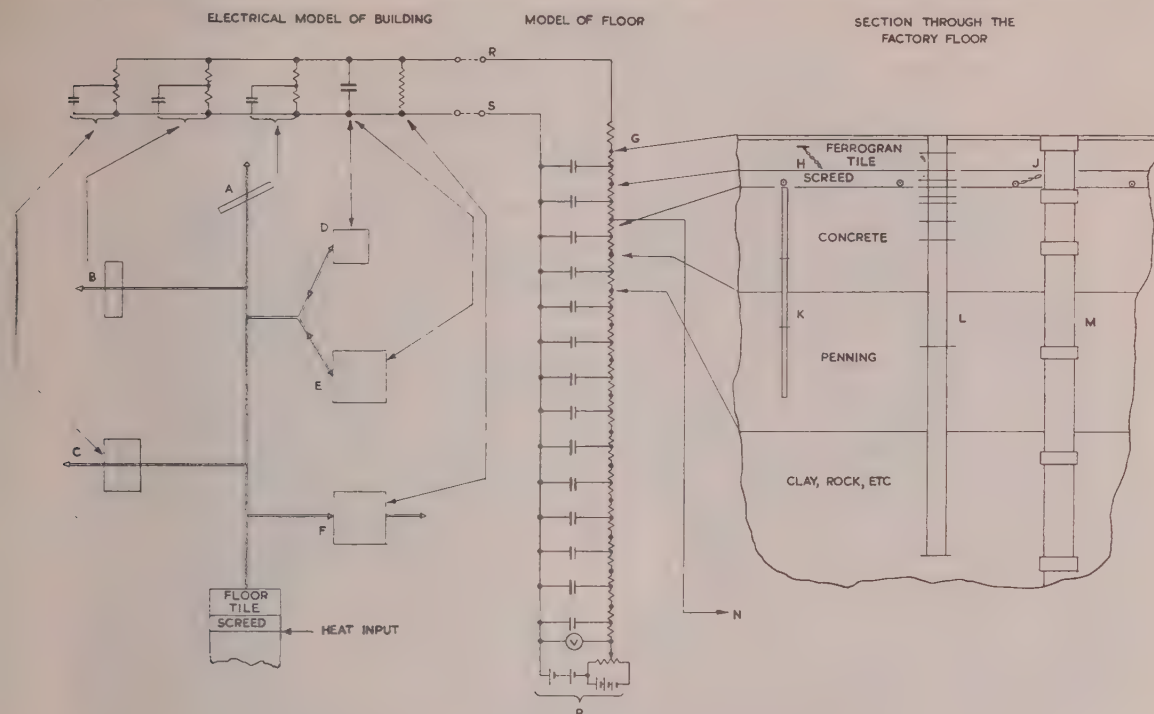 ELECTRICAL MODEL OF BUILDING
MODEL OF FLOOR
SECTION THROUGH THE
FACTORY FLOOR
R
S
A
B
C
D
E
F
FLOOR
TILE
SCREED
HEAT INPUT
G
V
P
N
FERROGRAN
TILE
H
J
SCREED
CONCRETE
K
L
M
PENNING
CLAY, ROCK, ETC